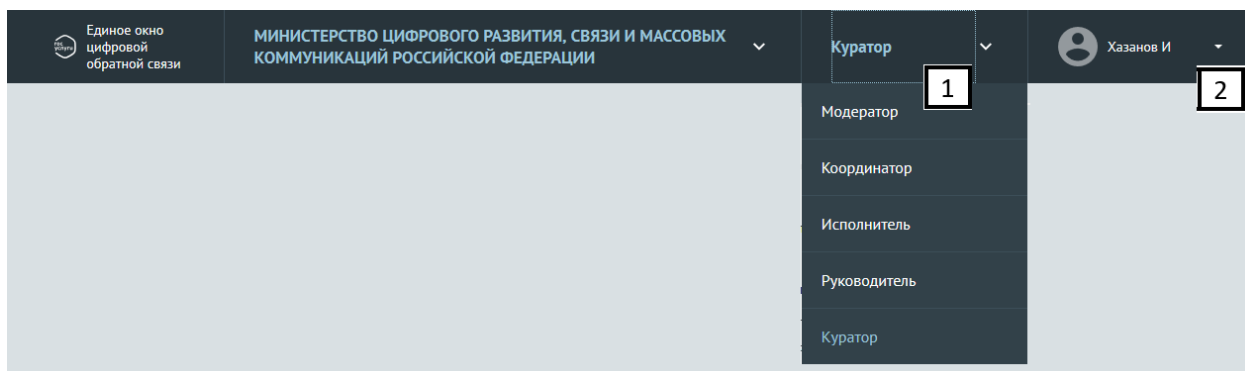 Единое окно
цифровой
обратной связи
МИНИСТЕРСТВО ЦИФРОВОГО РАЗВИТИЯ, СВЯЗИ И МАССОВЫХ
КОММУНИКАЦИЙ РОССИЙСКОЙ ФЕДЕРАЦИИ
Куратор
Хазанов И
1
2
Модератор
Координатор
Исполнитель
Руководитель
Куратор